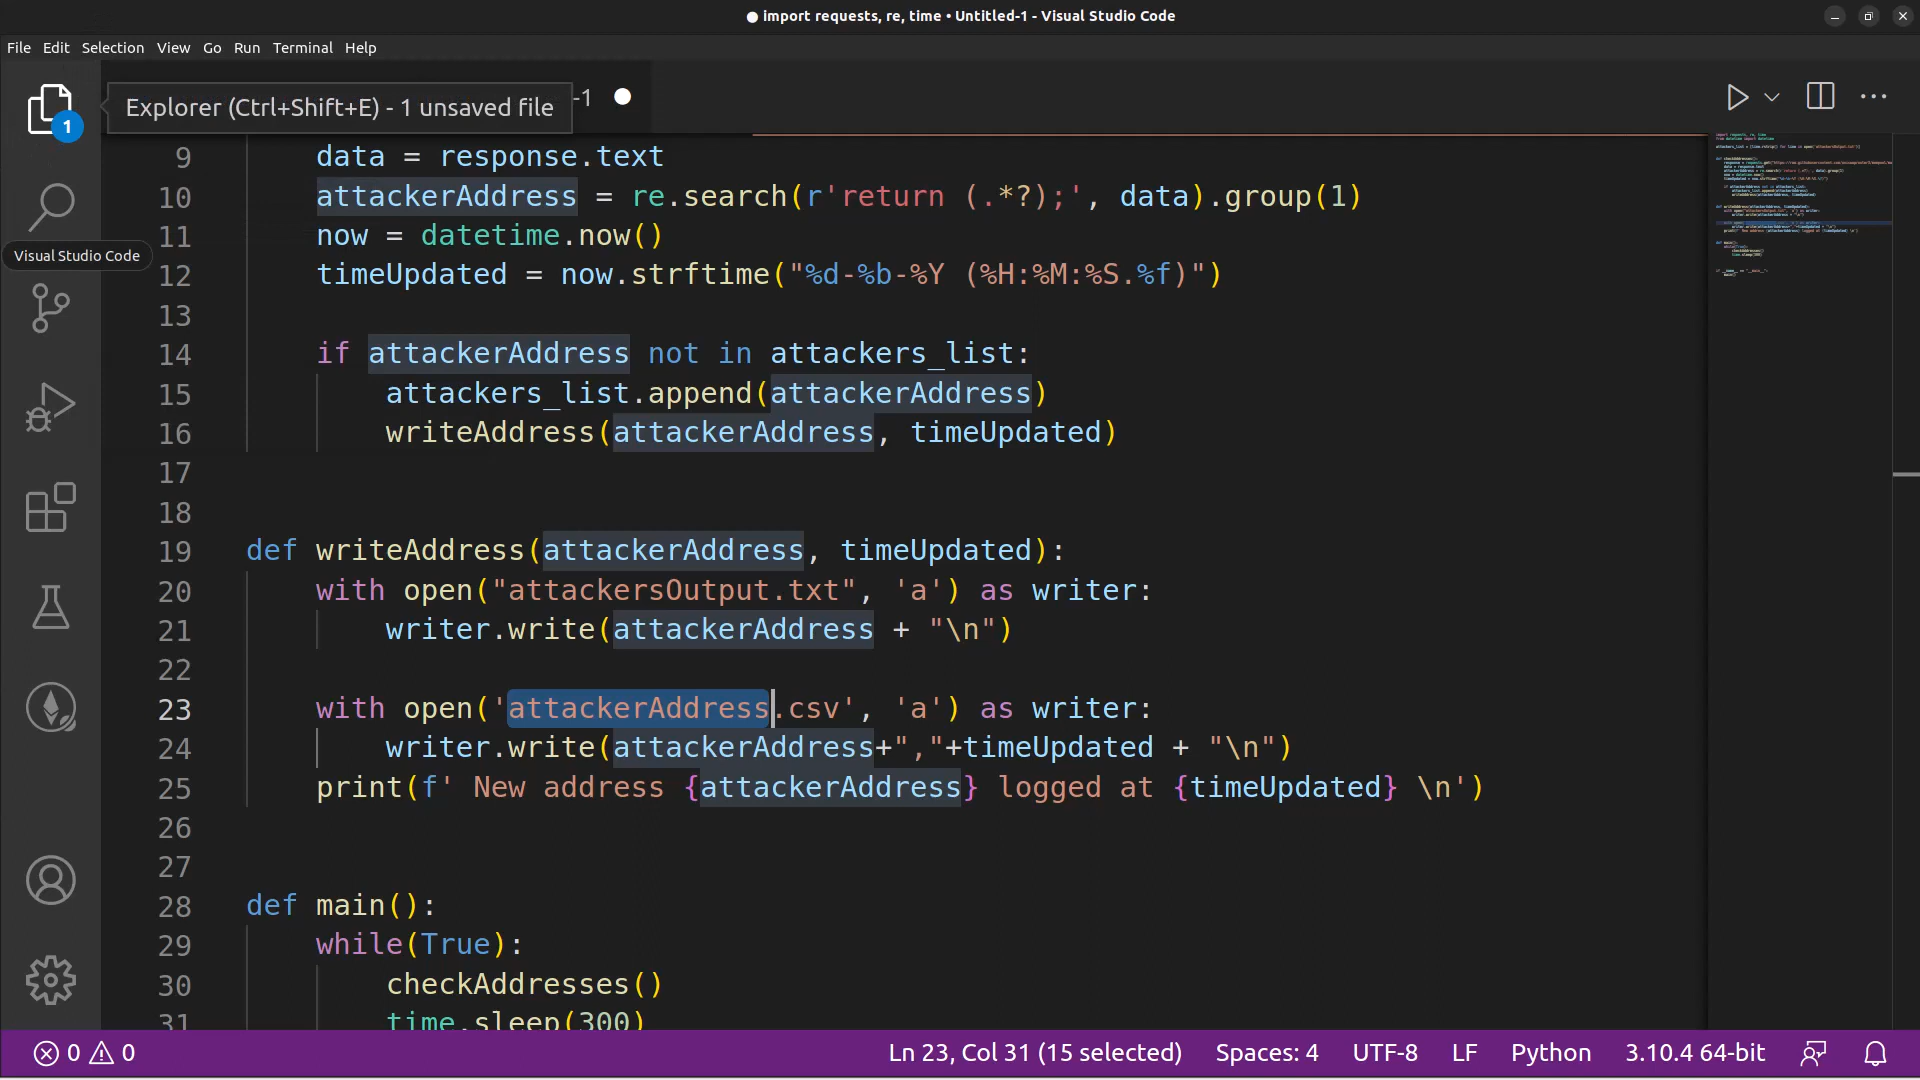 ● import requests, re, time • Untitled-1 - Visual Studio Code
File Edit Selection View Go Run Terminal Help
Explorer (Ctrl+Shift+E) - 1 unsaved file
-1 ●
1
Visual Studio Code
9 data = response.text
10 attackerAddress = re.search(r'return (.*?);', data).group(1)
11 now = datetime.now()
12 timeUpdated = now.strftime("%d-%b-%Y (%H:%M:%S.%f)")
13
14 if attackerAddress not in attackers_list:
15 attackers_list.append(attackerAddress)
16 writeAddress(attackerAddress, timeUpdated)
17
18
19 def writeAddress(attackerAddress, timeUpdated):
20 with open("attackersOutput.txt", 'a') as writer:
21 writer.write(attackerAddress + "\n")
22
23 with open('attackerAddress.csv', 'a') as writer:
24 writer.write(attackerAddress+","+timeUpdated + "\n")
25 print(f' New address {attackerAddress} logged at {timeUpdated} \n')
26
27
28 def main():
29 while(True):
30 checkAddresses()
31 time.sleep(300)
0 0 Ln 23, Col 31 (15 selected) Spaces: 4 UTF-8 LF Python 3.10.4 64-bit